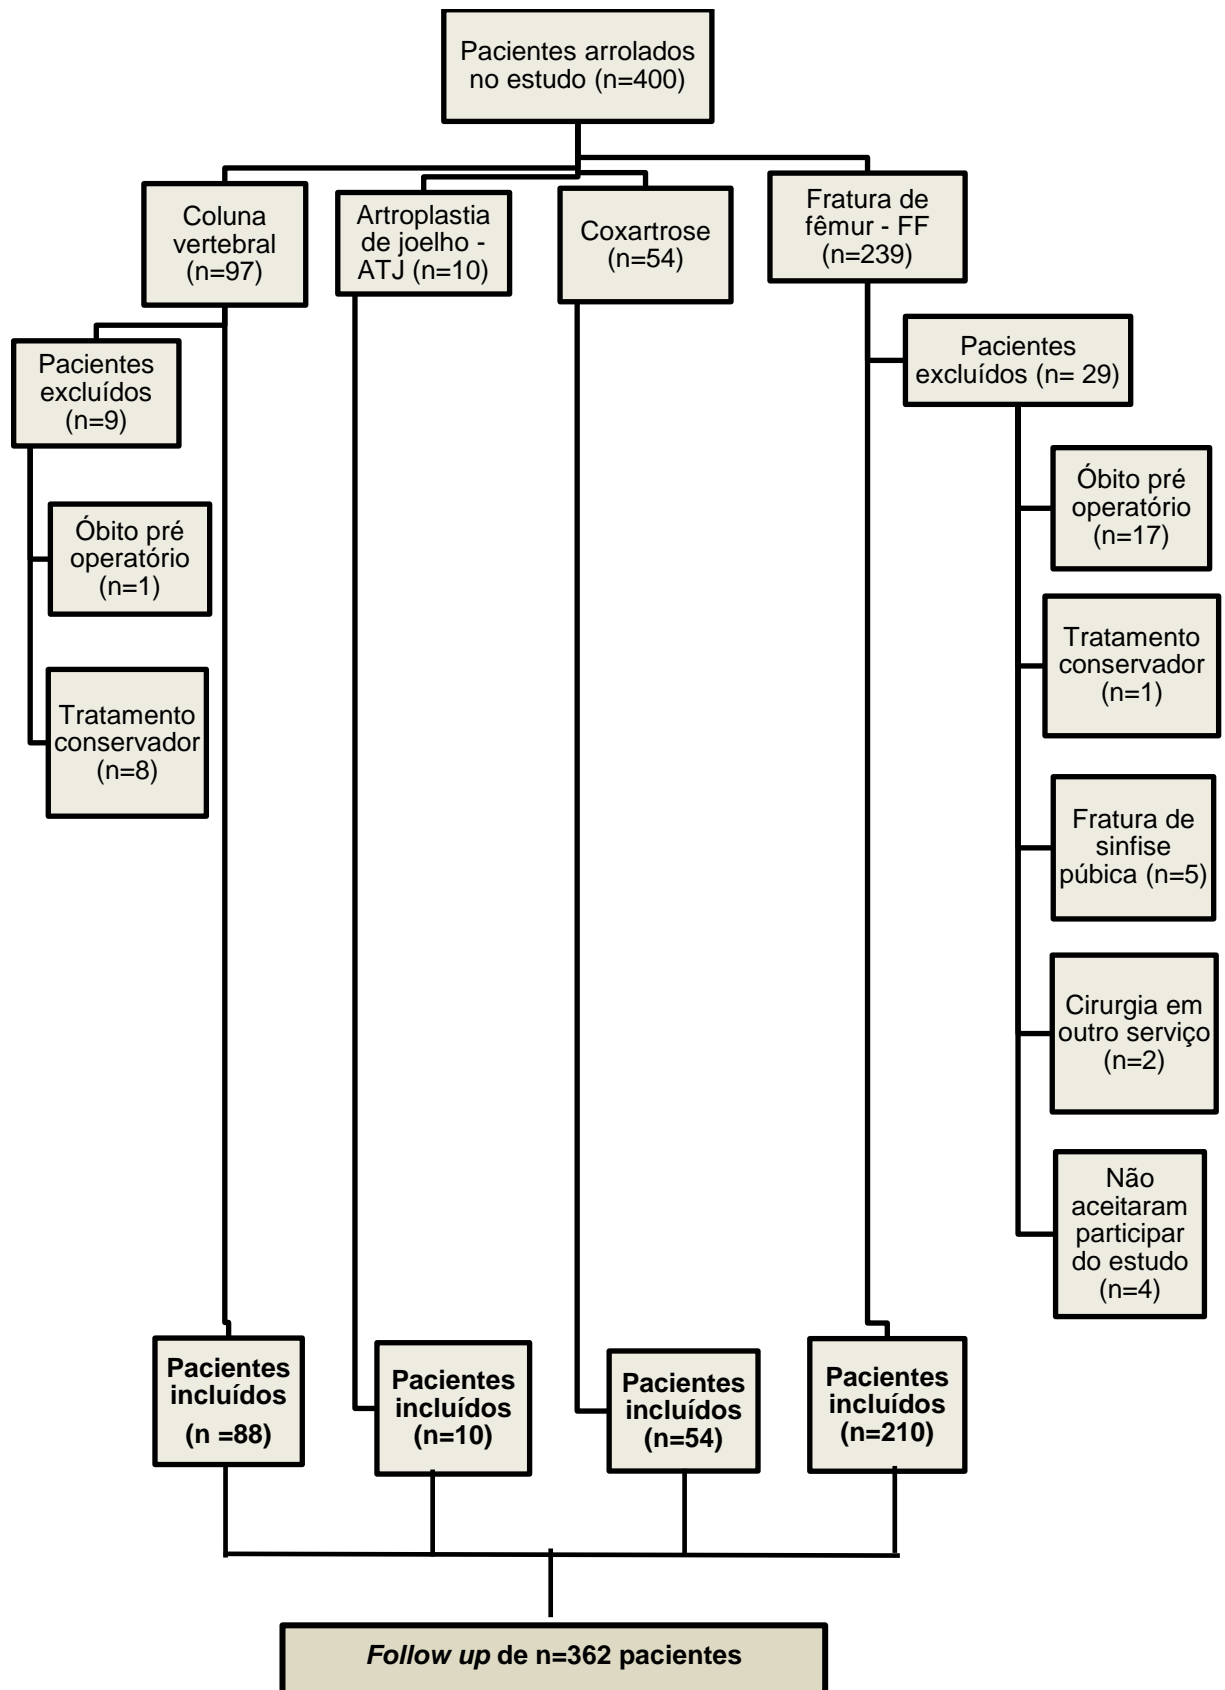 Pacientes arrolados
no estudo (n=400)
Coluna
vertebral
(n=97)
Artroplastia
de joelho -
ATJ (n=10)
Coxartrose
(n=54)
Fratura de
fêmur - FF
(n=239)
Pacientes
excluídos
(n=9)
Pacientes
excluídos (n= 29)
Óbito pré
operatório
(n=1)
Tratamento
conservador
(n=8)
Óbito pré
operatório
(n=17)
Tratamento
conservador
(n=1)
Fratura de
sinfise
púbica (n=5)
Cirurgia em
outro serviço
(n=2)
Não
aceitaram
participar
do estudo
(n=4)
Pacientes
incluídos
(n =88)
Pacientes
incluídos
(n=10)
Pacientes
incluídos
(n=54)
Pacientes
incluídos
(n=210)
Follow up de n=362 pacientes